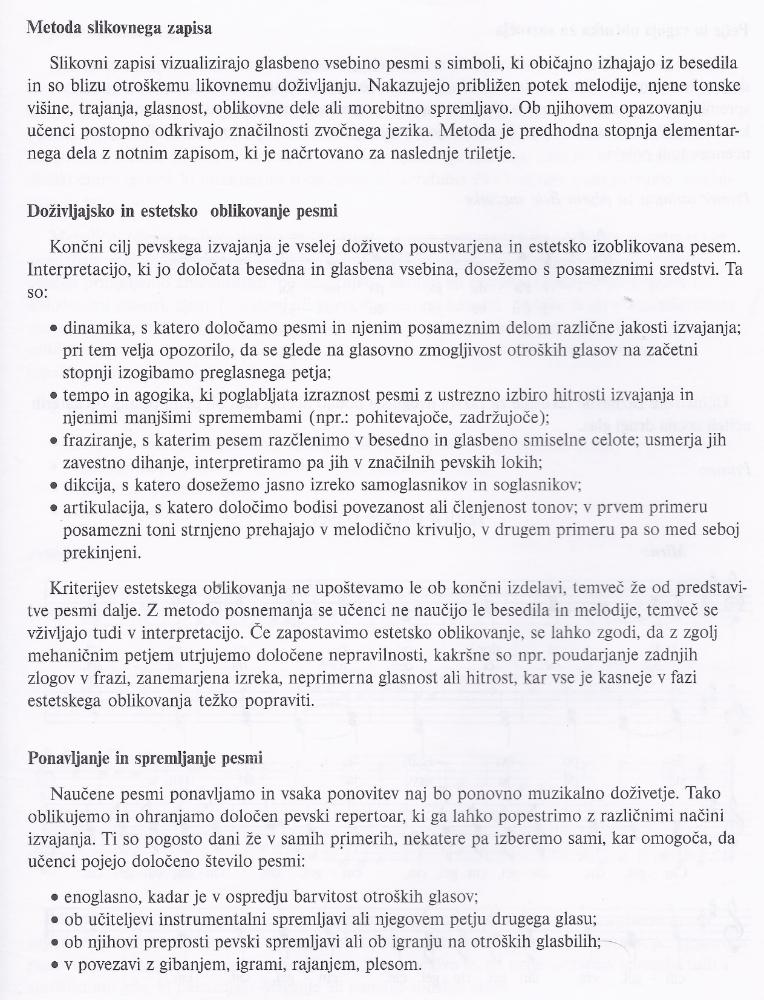 Metoda slikovnega zapisa
Slikovni zapisi vizualizirajo glasbeno vsebino pesmi s simboli, ki običajno izhajajo iz besedila
in so blizu otroškemu likovnemu doživljanju. Nakazujejo približen potek melodije, njene tonske
višine, trajanja, glasnost, oblikovne dele ali morebitno spremljavo. Ob njihovem opazovanju
učenci postopno odkrivajo značilnosti zvočnega jezika. Metoda je predhodna stopnja elementar-
nega dela z notnim zapisom, ki je načrtovano za naslednje triletje.
Doživljajsko in estetsko oblikovanje pesmi
Končni cilj pevskega izvajanja je vselej doživeto poustvarjena in estetsko izoblikovana pesem.
Interpretacijo, ki jo določata besedna in glasbena vsebina, dosežemo s posameznimi sredstvi. Ta
so:
• dinamika, s katero določamo pesmi in njenim posameznim delom različne jakosti izvajanja;
pri tem velja opozorilo, da se glede na glasovno zmogljivost otroških glasov na začetni
stopnji izogibamo preglasnega petja;
• tempo in agogika, ki poglabljata izraznost pesmi z ustrezno izbiro hitrosti izvajanja in
njenimi manjšimi spremembami (npr.: pohitevajoče, zadržujoče);
• fraziranje, s katerim pesem razčlenimo v besedno in glasbeno smiselne celote; usmerja jih
zavestno dihanje, interpretiramo pa jih v značilnih pevskih lokih;
• dikcija, s katero dosežemo jasno izreko samoglasnikov in soglasnikov;
• artikulacija, s katero določimo bodisi povezanost ali členjenost tonov; v prvem primeru
posamezni toni strnjeno prehajajo v melodično krivuljo, v drugem primeru pa so med seboj
prekinjeni.
Kriterijev estetskega oblikovanja ne upoštevamo le ob končni izdelavi, temveč že od predstavi-
tve pesmi dalje. Z metodo posnemanja se učenci ne naučijo le besedila in melodije, temveč se
vživljajo tudi v interpretacijo. Če zapostavimo estetsko oblikovanje, se lahko zgodi, da z zgolj
mehaničnim petjem utrjujemo določene nepravilnosti, kakršne so npr. poudarjanje zadnjih
zlogov v frazi, zanemarjena izreka, neprimerna glasnost ali hitrost, kar vse je kasneje v fazi
estetskega oblikovanja težko popraviti.
Ponavljanje in spremljanje pesmi
Naučene pesmi ponavljamo in vsaka ponovitev naj bo ponovno muzikalno doživetje. Tako
oblikujemo in ohranjamo določen pevski repertoar, ki ga lahko popestrimo z različnimi načini
izvajanja. Ti so pogosto dani že v samih primerih, nekatere pa izberemo sami, kar omogoča, da
učenci pojejo določeno število pesmi:
• enoglasno, kadar je v ospredju barvitost otroških glasov;
• ob učiteljevi instrumentalni spremljavi ali njegovem petju drugega glasu;
• ob njihovi preprosti pevski spremljavi ali ob igranju na otroških glasbilih;
• v povezavi z gibanjem, igrami, rajanjem, plesom.